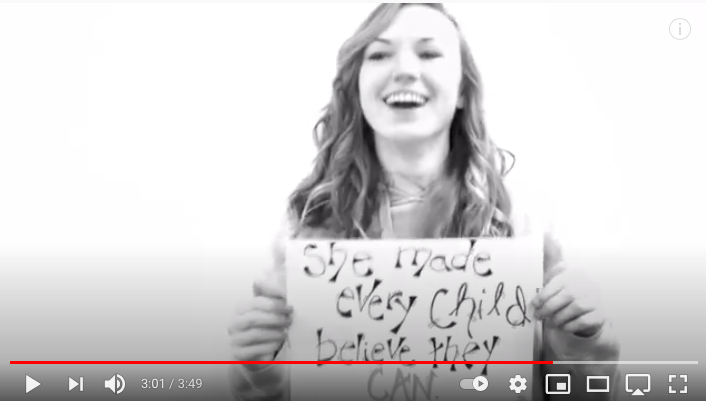 She made
every Child
believe they
CAN.
3:01 / 3:49